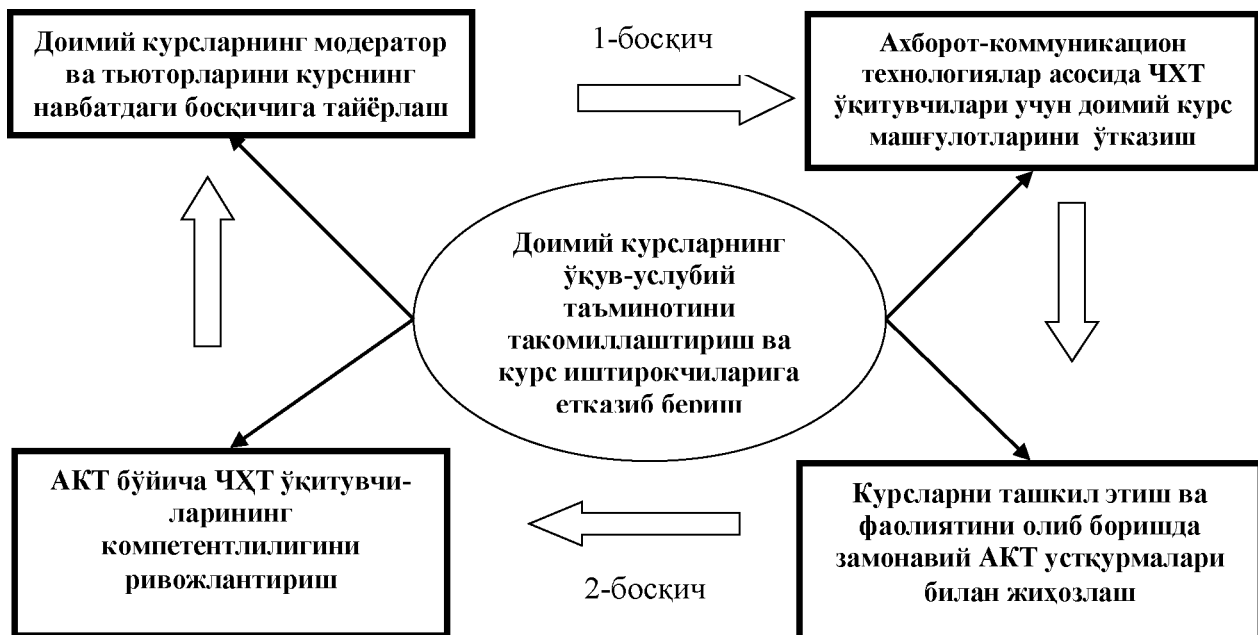 Доимий курсларнинг модератор
ва тьюторларини курснинг
навбатдаги босқичига тайёрлаш
1-босқич
Ахборот-коммуникацион
технологиялар асосида ЧХТ
ўқитувчилари учун доимий курс
машғулотларини ўтказиш
Доимий курсларнинг
ўқув-услубий
таъминотини
такомиллаштириш ва
курс иштирокчиларига
етказиб бериш
АКТ бўйича ЧҲТ ўқитувчи-
ларининг
компетентлилигини
ривожлантириш
2-босқич
Курсларни ташкил этиш ва
фаолиятини олиб боришда
замонавий АКТ устқурмалари
билан жиҳозлаш